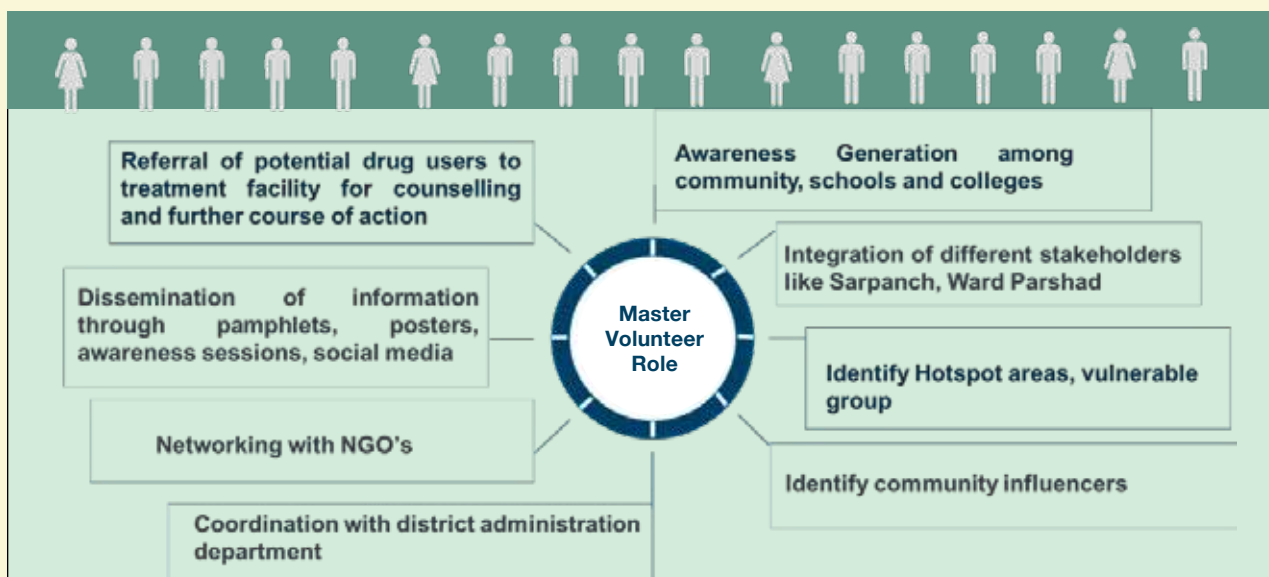 Referral of potential drug users to
treatment facility for counselling
and further course of action
Awareness Generation among
community, schools and colleges
Integration of different stakeholders
like Sarpanch, Ward Parshad
Dissemination of information
through pamphlets, posters,
awareness sessions, social media
Master
Volunteer
Role
Identify Hotspot areas, vulnerable
group
Networking with NGO's
Identify community influencers
Coordination with district administration
department